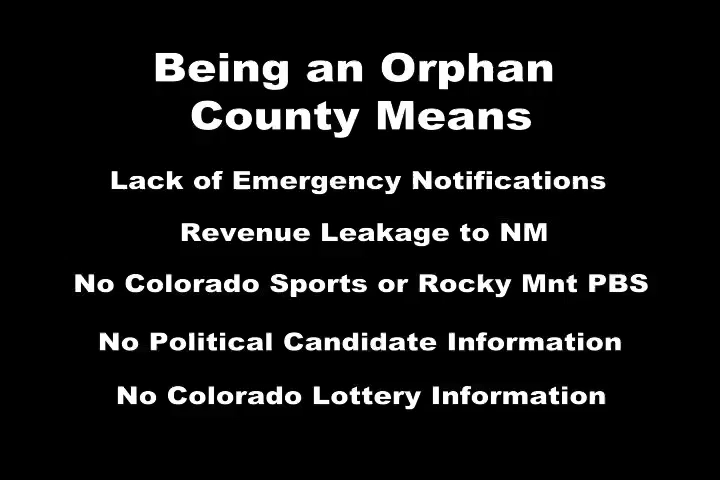 Being an Orphan
County Means
Lack of Emergency Notifications
Revenue Leakage to NM
No Colorado Sports or Rocky Mnt PBS
No Political Candidate Information
No Colorado Lottery Information